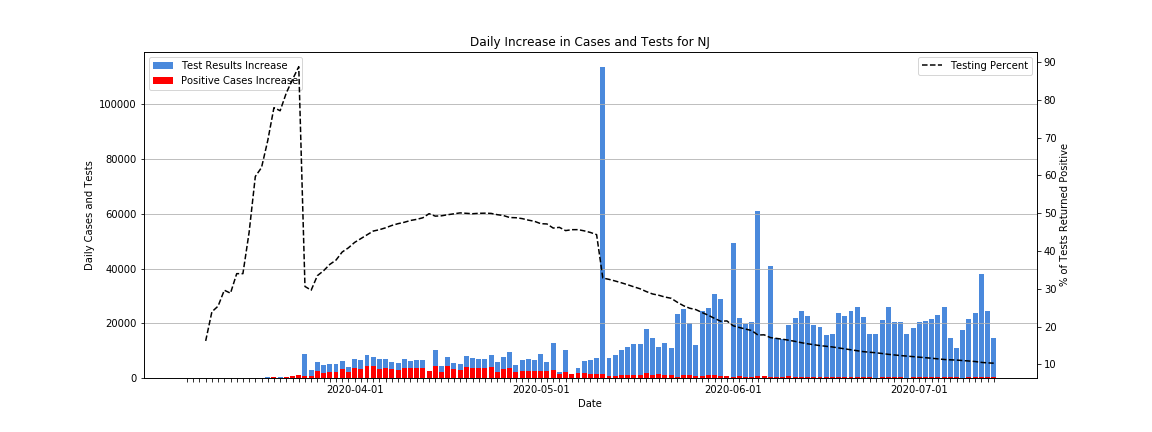 Daily Increase in Cases and Tests for NJ
Test Results Increase
Positive Cases Increase
Testing Percent
100000
80000
60000
40000
20000
0
Daily Cases and Tests
90
80
70
60
50
40
30
20
10
% of Tests Returned Positive
2020-04-01
2020-05-01
2020-06-01
2020-07-01
Date